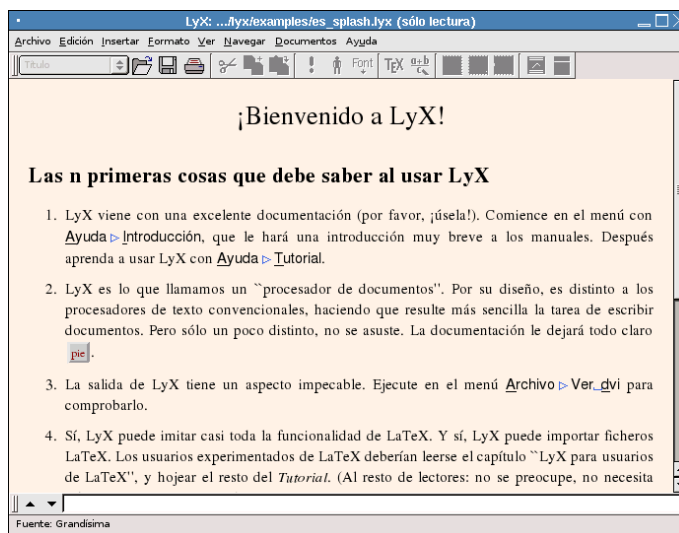 LyX: .../lyx/examples/es_splash.lyx (sólo lectura)
Archivo Edición Insertar Formato Ver Navegar Documentos Ayuda
Título Font TEX a+b c
¡Bienvenido a LyX!
Las n primeras cosas que debe saber al usar LyX
1. LyX viene con una excelente documentación (por favor, ¡úsela!). Comience en el menú con
Ayuda ▷ Introducción, que le hará una introducción muy breve a los manuales. Después
aprenda a usar LyX con Ayuda ▷ Tutorial.
2. LyX es lo que llamamos un ``procesador de documentos''. Por su diseño, es distinto a los
procesadores de texto convencionales, haciendo que resulte más sencilla la tarea de escribir
documentos. Pero sólo un poco distinto, no se asuste. La documentación le dejará todo claro
pie.
3. La salida de LyX tiene un aspecto impecable. Ejecute en el menú Archivo ▷ Ver_dvi para
comprobarlo.
4. Sí, LyX puede imitar casi toda la funcionalidad de LaTeX. Y sí, LyX puede importar ficheros
LaTeX. Los usuarios experimentados de LaTeX deberían leerse el capítulo ``LyX para usuarios
de LaTeX'', y hojear el resto del Tutorial. (Al resto de lectores: no se preocupe, no necesita
Fuente: Grandísima